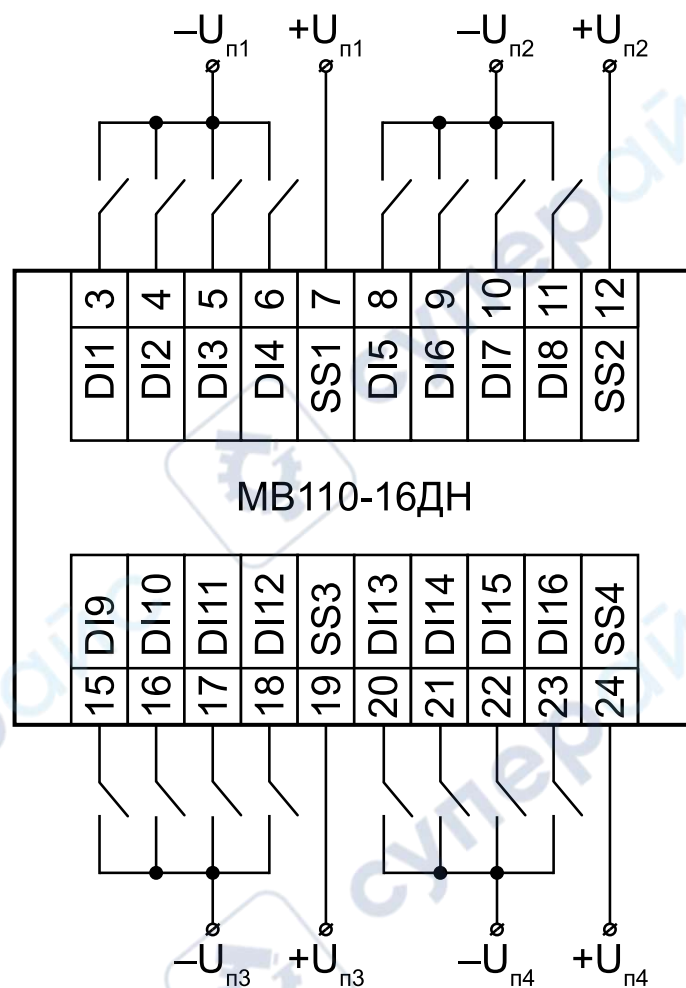 –Uп1 +Uп1 –Uп2 +Uп2
3 4 5 6 7 8 9 10 11 12
DI1 DI2 DI3 DI4 SS1 DI5 DI6 DI7 DI8 SS2
МВ110-16ДН
DI9 DI10 DI11 DI12 SS3 DI13 DI14 DI15 DI16 SS4
15 16 17 18 19 20 21 22 23 24
–Uп3 +Uп3 –Uп4 +Uп4
суперайс
суперайс